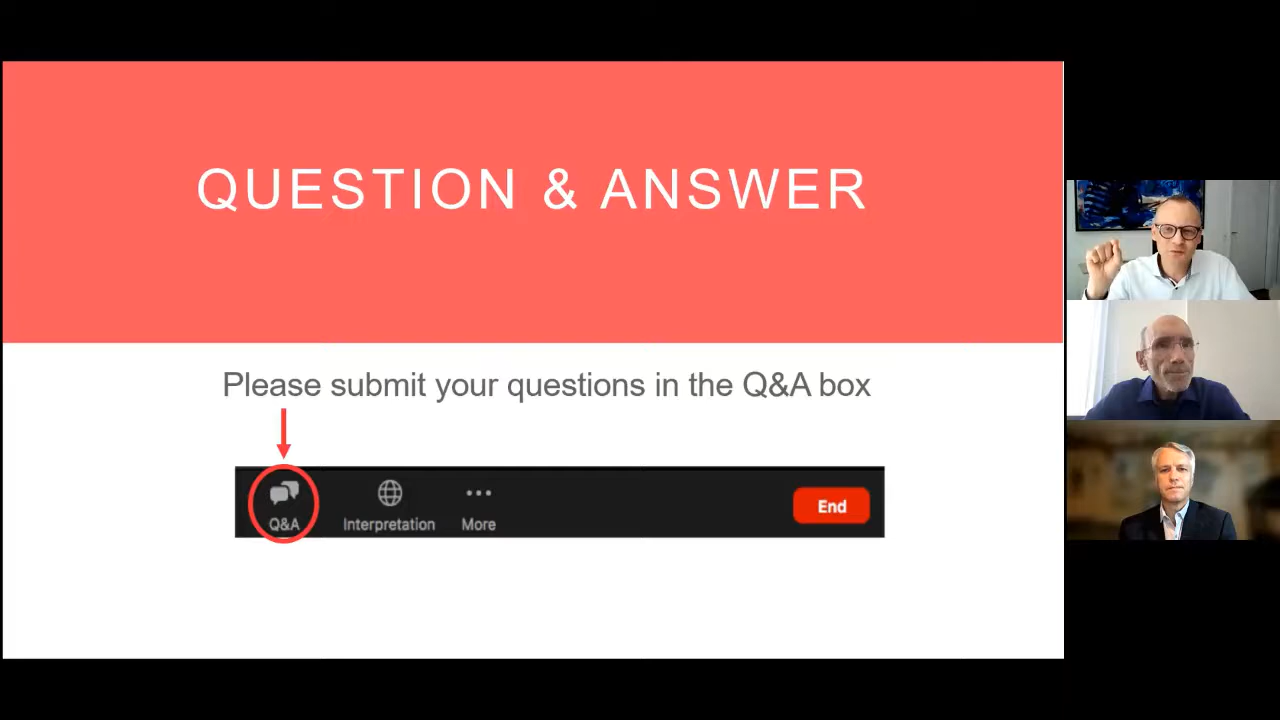 QUESTION & ANSWER
Please submit your questions in the Q&A box
Q&A Interpretation More End